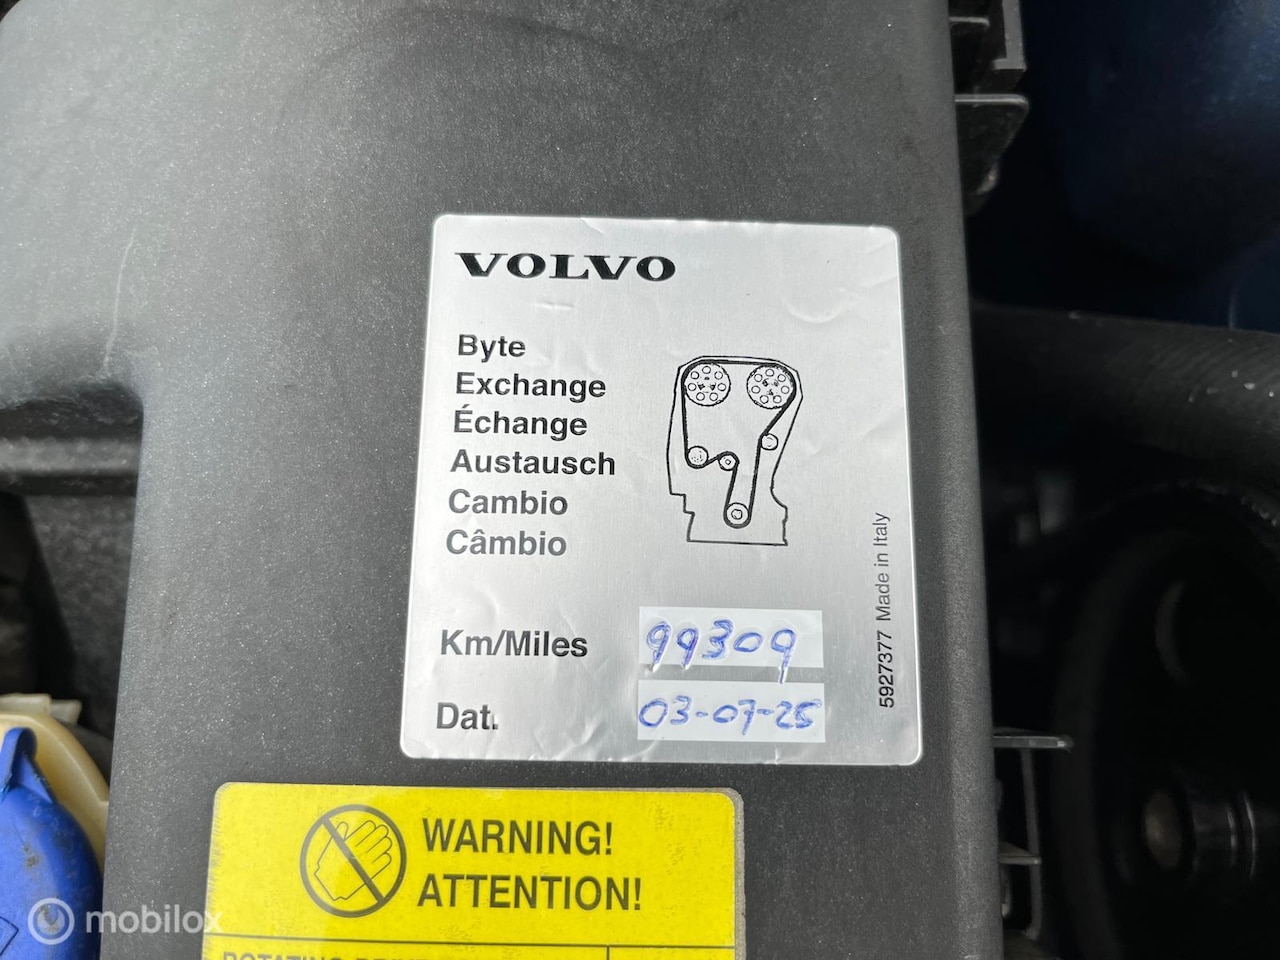 VOLVO
Byte
Exchange
Échange
Austausch
Cambio
Câmbio
Km/Miles 99309
Dat. 03-07-25
5927377 Made in Italy
WARNING!
ATTENTION!
mobilox